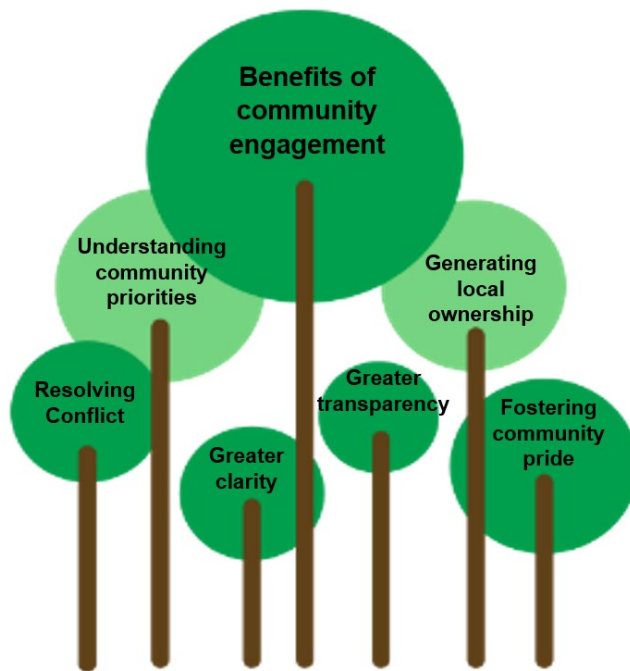 Benefits of
community
engagement
Understanding
community
priorities
Generating
local
ownership
Resolving
Conflict
Greater
transparency
Fostering
community
pride
Greater
clarity